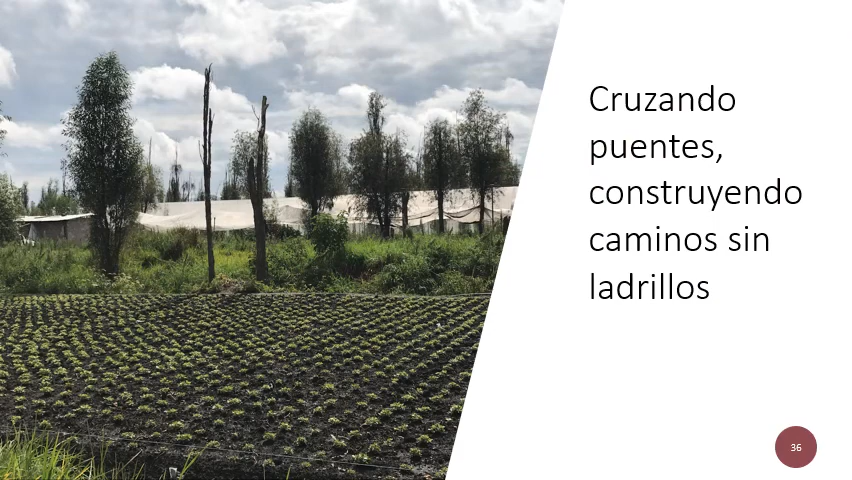 Cruzando
puentes,
construyendo
caminos sin
ladrillos
36